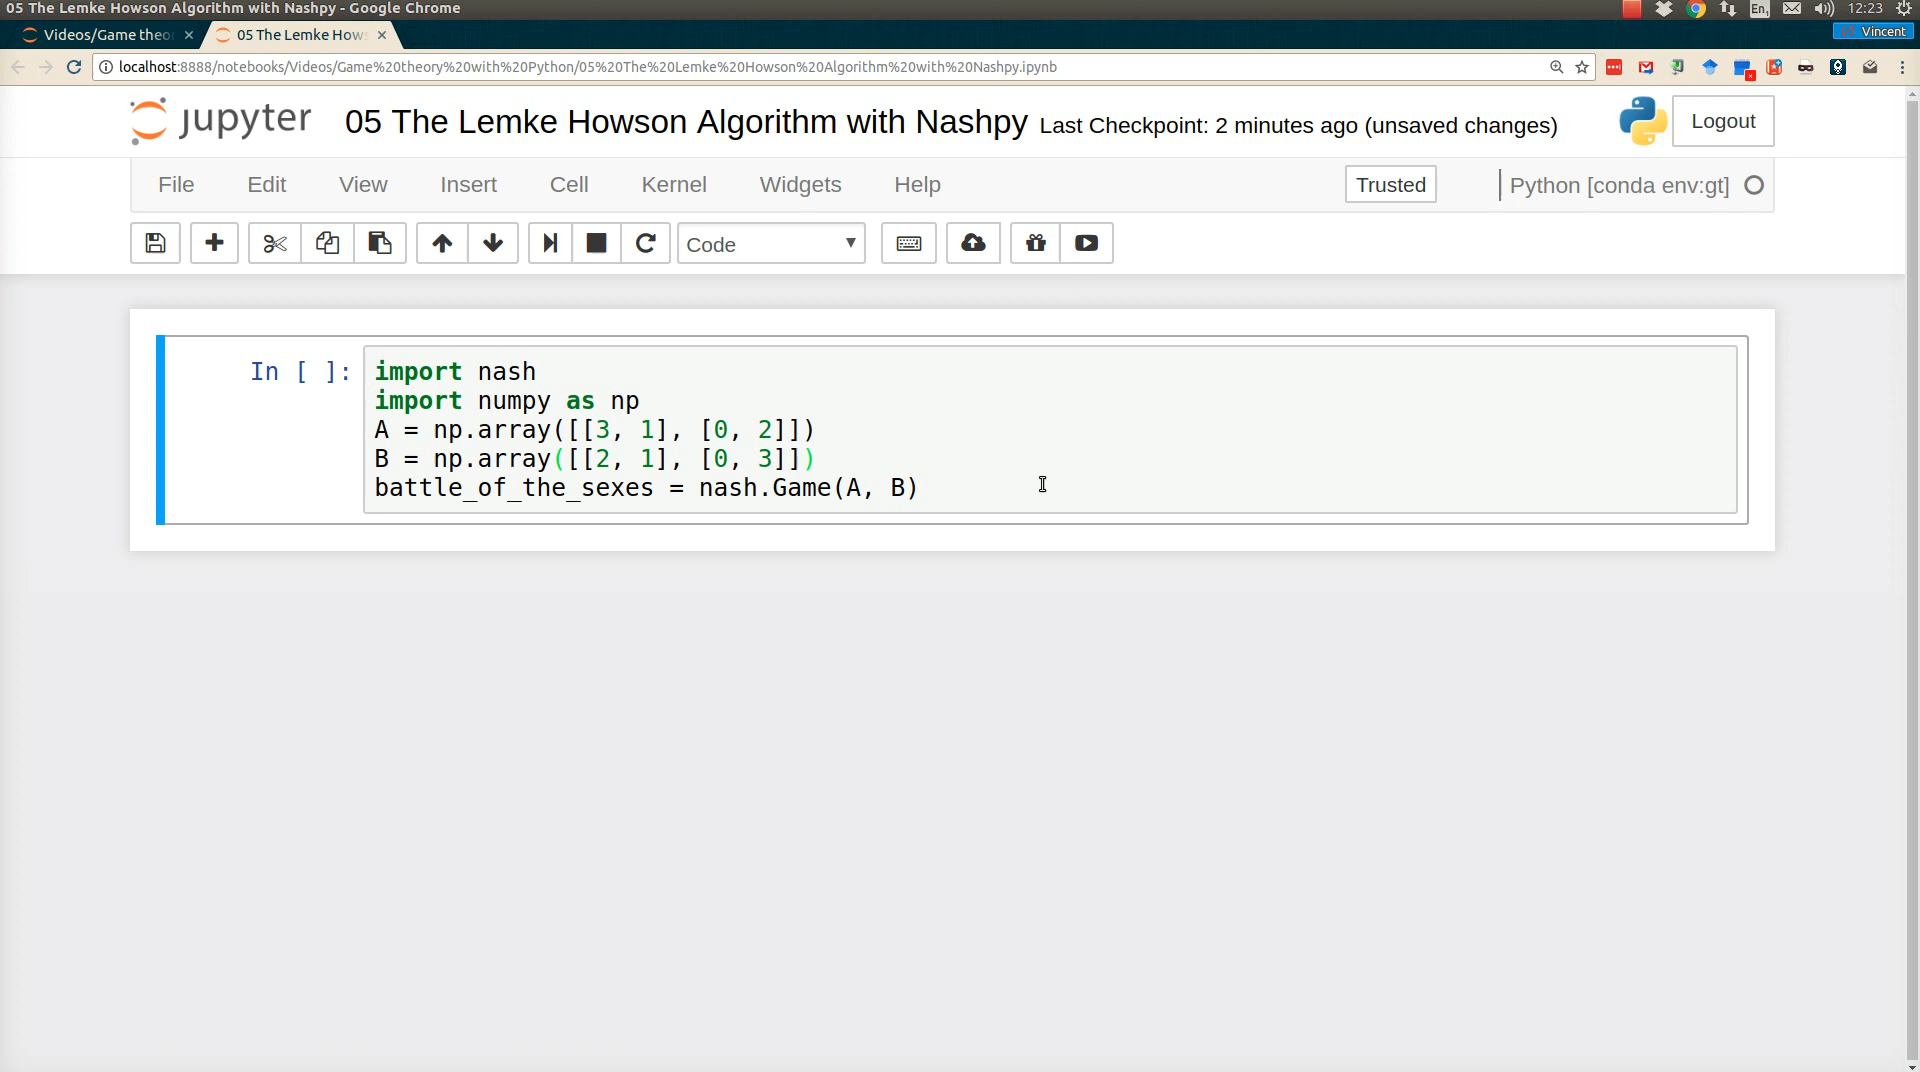 05 The Lemke Howson Algorithm with Nashpy - Google Chrome
En1
12:23
Videos/Game theo
05 The Lemke Hows
Vincent
localhost:8888/notebooks/Videos/Game%20theory%20with%20Python/05%20The%20Lemke%20Howson%20Algorithm%20with%20Nashpy.ipynb
jupyter
05 The Lemke Howson Algorithm with Nashpy Last Checkpoint: 2 minutes ago (unsaved changes)
Logout
File Edit View Insert Cell Kernel Widgets Help
Trusted
Python [conda env:gt]
Code
In [ ]:
import nash
import numpy as np
A = np.array([[3, 1], [0, 2]])
B = np.array([[2, 1], [0, 3]])
battle_of_the_sexes = nash.Game(A, B)